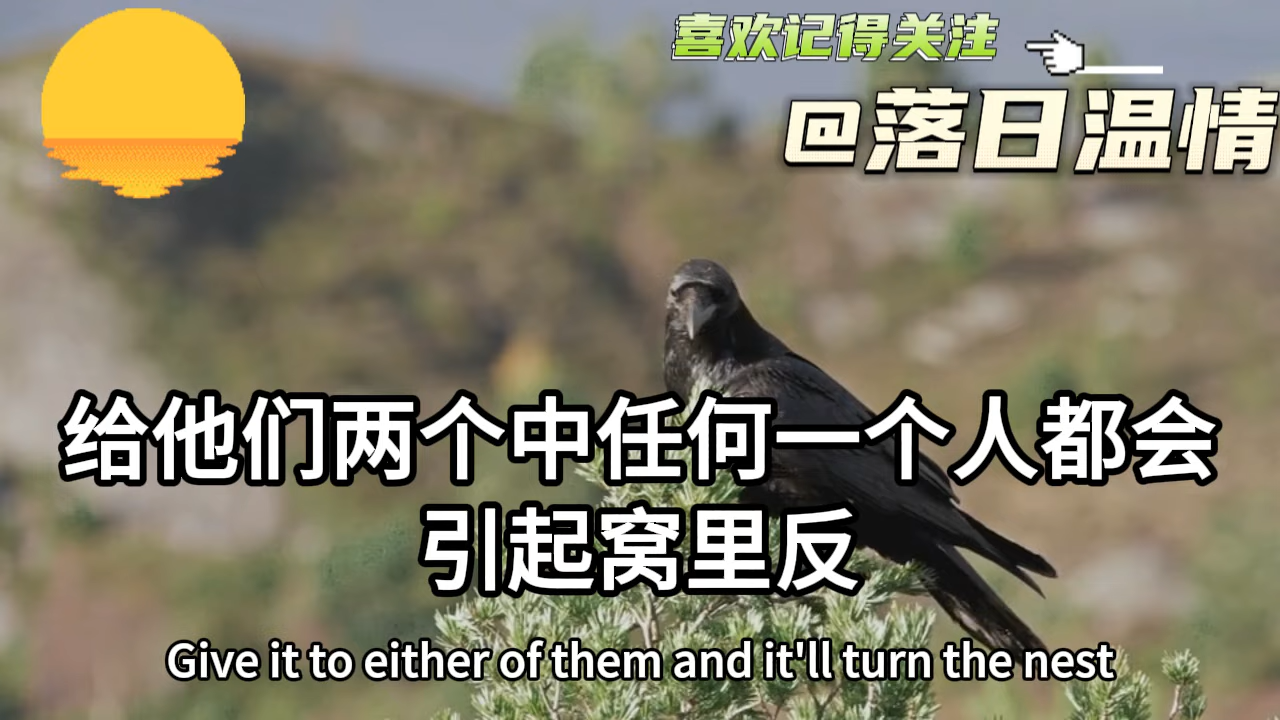 喜欢记得关注
@落日温情
给他们两个中任何一个人都会
引起窝里反
Give it to either of them and it'll turn the nest